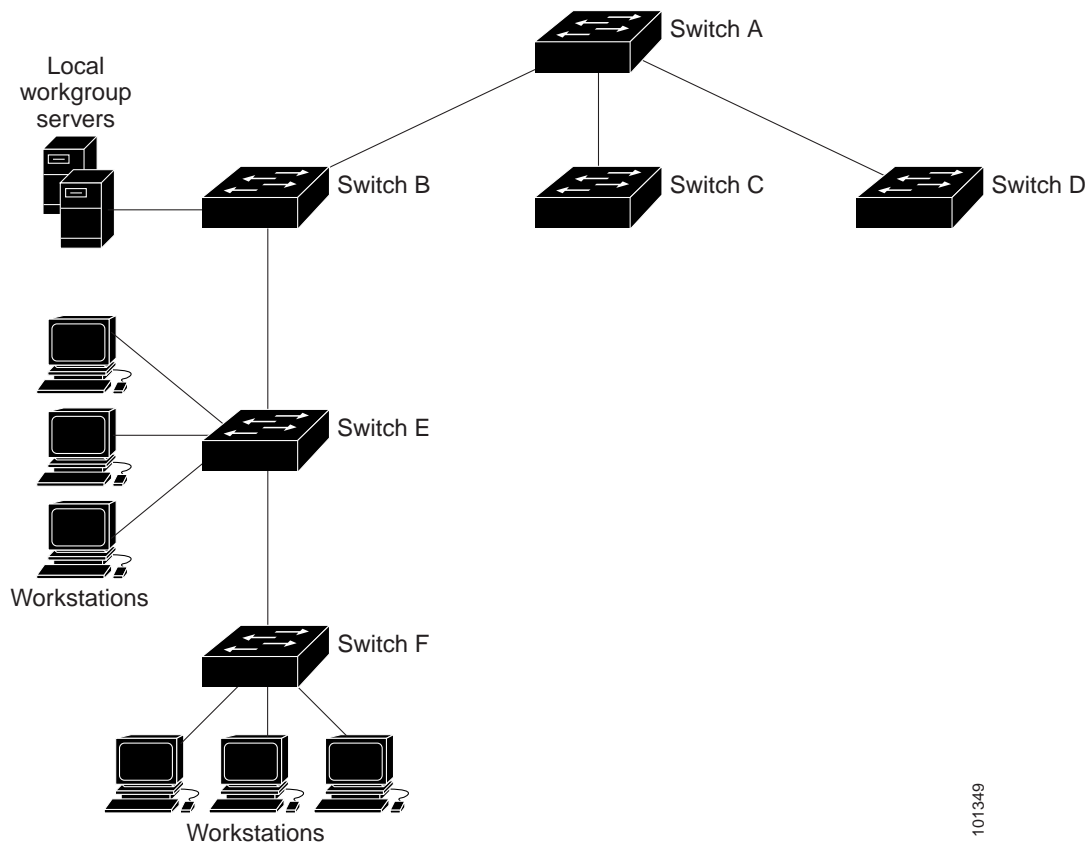 Switch A
Local
workgroup
servers
Switch B
Switch C
Switch D
Switch E
Workstations
Switch F
Workstations
101349